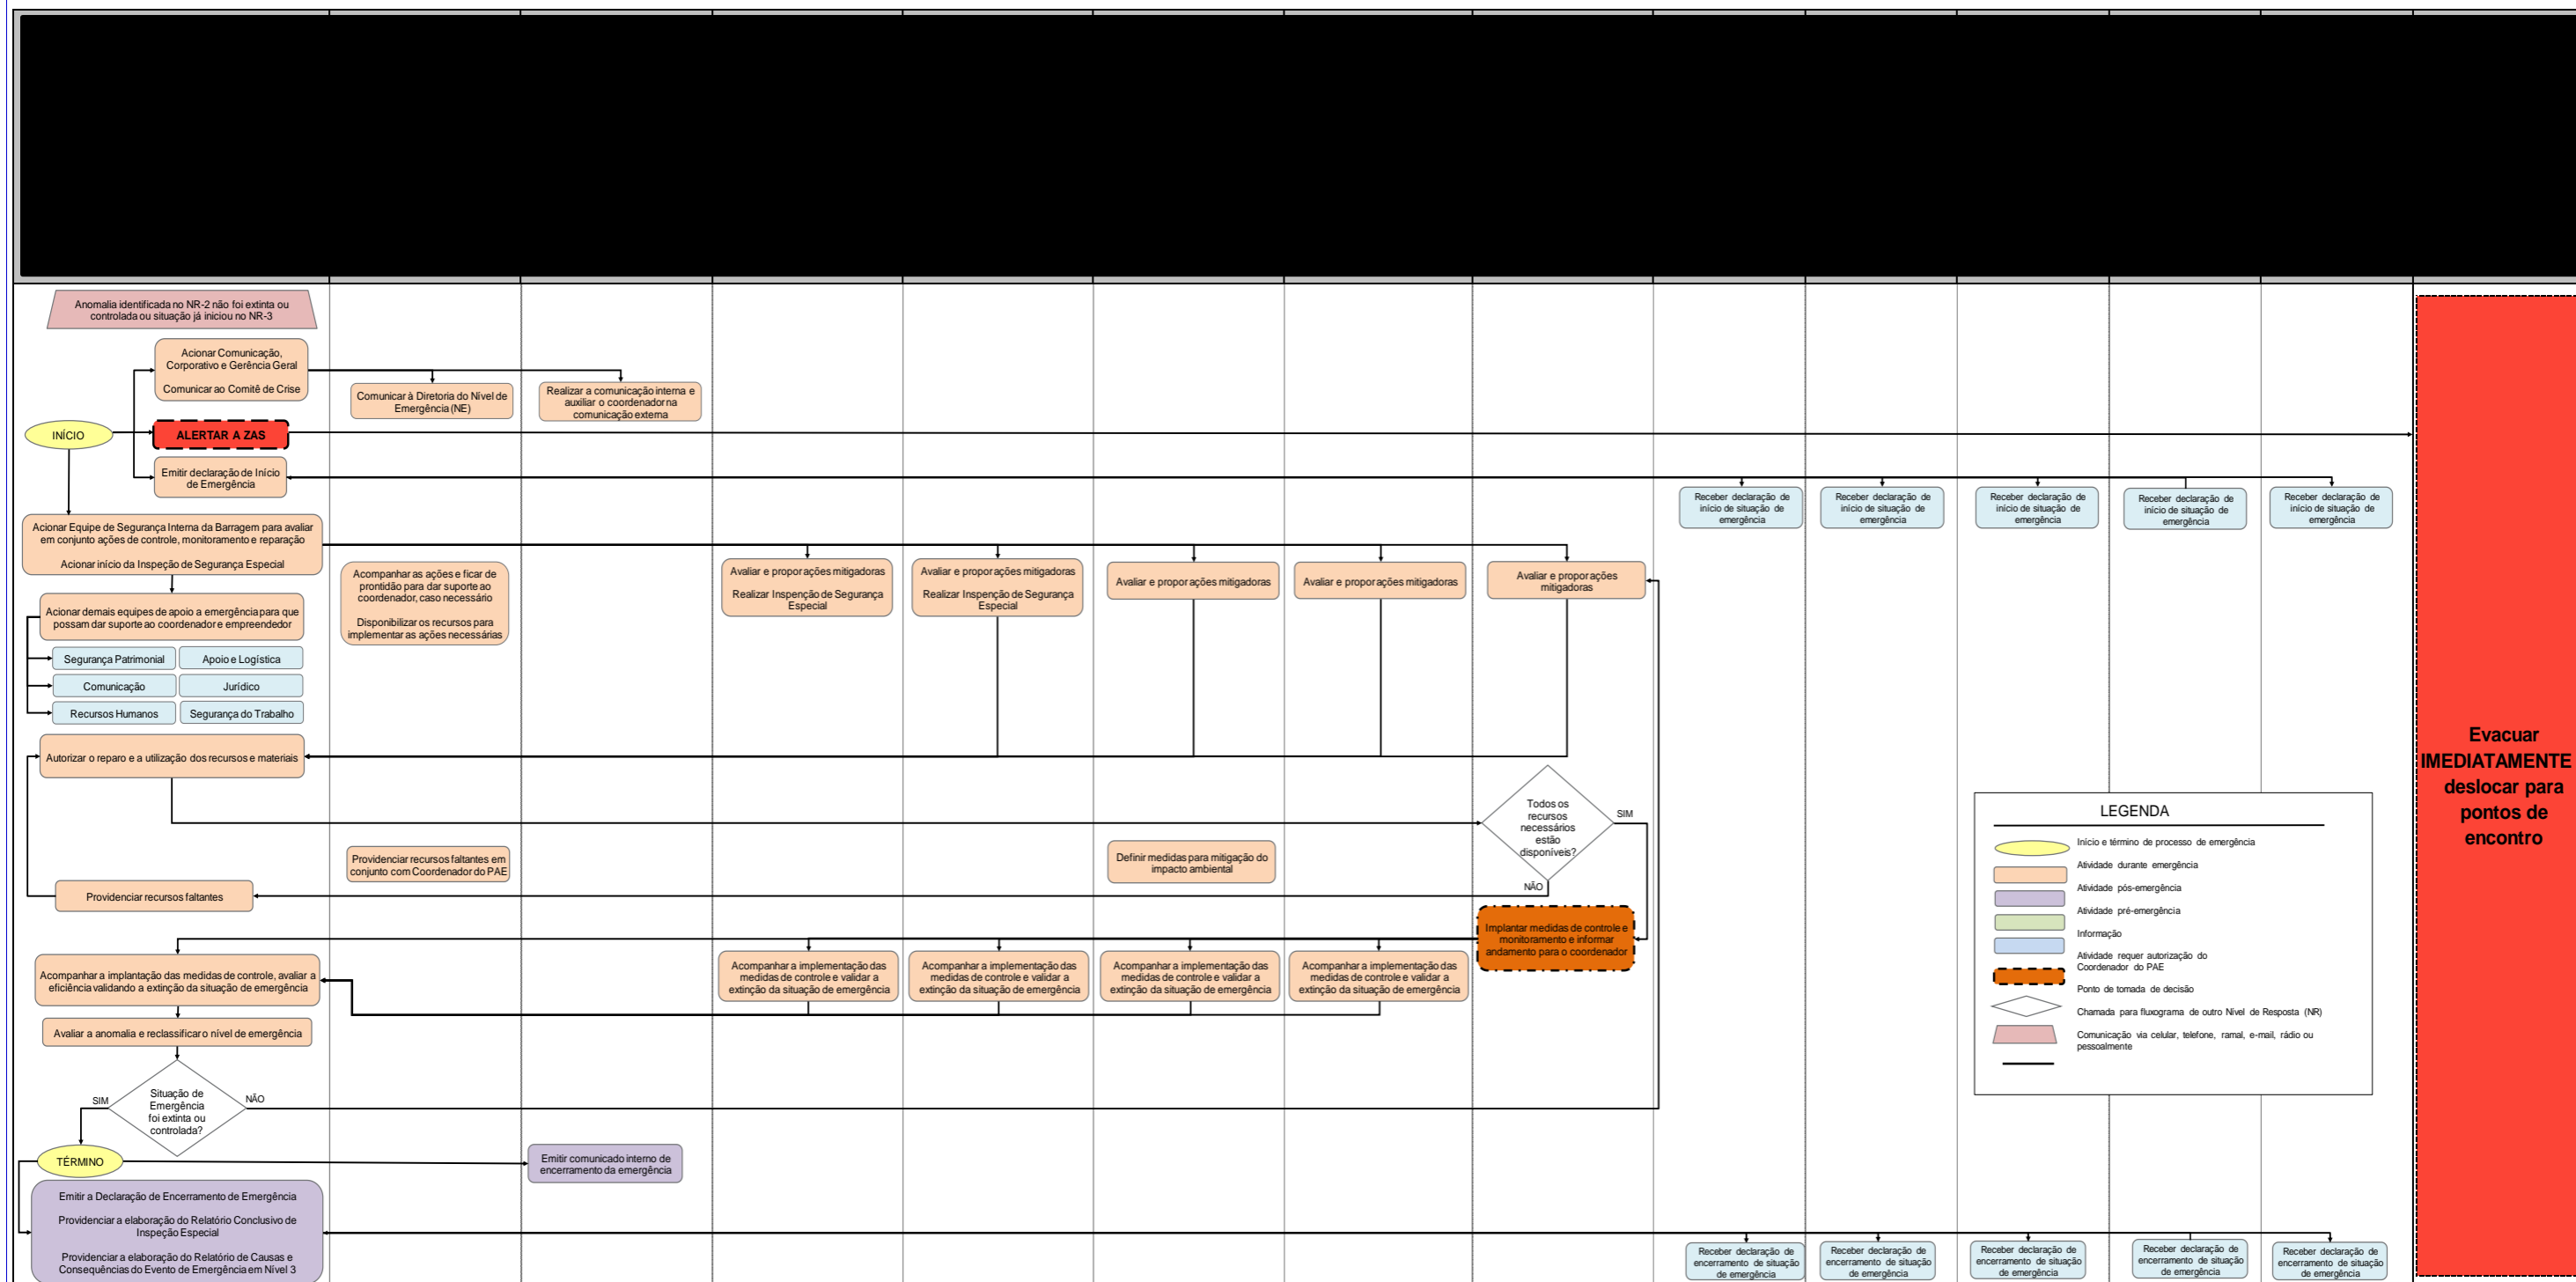 Anomalia identificada no NR-2 não foi extinta ou
controlada ou situação já iniciou no NR-3
Acionar Comunicação,
Corporativo e Gerência Geral
Comunicar ao Comitê de Crise
Comunicar à Diretoria do Nível de
Emergência (NE)
Realizar a comunicação interna e
auxiliar o coordenador na
comunicação externa
INÍCIO
ALERTAR A ZAS
Emitir declaração de Início
de Emergência
Receber declaração de
início de situação de
emergência
Receber declaração de
início de situação de
emergência
Receber declaração de
início de situação de
emergência
Receber declaração de
início de situação de
emergência
Receber declaração de
início de situação de
emergência
Acionar Equipe de Segurança Interna da Barragem para avaliar
em conjunto ações de controle, monitoramento e reparação
Acionar início da Inspeção de Segurança Especial
Acompanhar as ações e ficar de
prontidão para dar suporte ao
coordenador, caso necessário
Disponibilizar os recursos para
implementar as ações necessárias
Avaliar e propor ações mitigadoras
Realizar Inspenção de Segurança
Especial
Avaliar e propor ações mitigadoras
Realizar Inspenção de Segurança
Especial
Avaliar e propor ações mitigadoras
Avaliar e propor ações mitigadoras
Avaliar e propor ações
mitigadoras
Acionar demais equipes de apoio a emergência para que
possam dar suporte ao coordenador e empreendedor
Segurança Patrimonial
Apoio e Logística
Comunicação
Jurídico
Recursos Humanos
Segurança do Trabalho
Autorizar o reparo e a utilização dos recursos e materiais
Todos os
recursos
necessários
estão
disponíveis?
SIM
NÃO
Providenciar recursos faltantes em
conjunto com Coordenador do PAE
Definir medidas para mitigação do
impacto ambiental
Providenciar recursos faltantes
Implantar medidas de controle e
monitoramento e informar
andamento para o coordenador
Acompanhar a implantação das medidas de controle, avaliar a
eficiência validando a extinção da situação de emergência
Acompanhar a implementação das
medidas de controle e validar a
extinção da situação de emergência
Acompanhar a implementação das
medidas de controle e validar a
extinção da situação de emergência
Acompanhar a implementação das
medidas de controle e validar a
extinção da situação de emergência
Acompanhar a implementação das
medidas de controle e validar a
extinção da situação de emergência
Avaliar a anomalia e reclassificar o nível de emergência
Situação de
Emergência
foi extinta ou
controlada?
SIM
NÃO
TÉRMINO
Emitir comunicado interno de
encerramento da emergência
Emitir a Declaração de Encerramento de Emergência
Providenciar a elaboração do Relatório Conclusivo de
Inspeção Especial
Providenciar a elaboração do Relatório de Causas e
Consequências do Evento de Emergência em Nível 3
Receber declaração de
encerramento de situação
de emergência
Receber declaração de
encerramento de situação
de emergência
Receber declaração de
encerramento de situação
de emergência
Receber declaração de
encerramento de situação
de emergência
Receber declaração de
encerramento de situação
de emergência
LEGENDA
Início e término de processo de emergência
Atividade durante emergência
Atividade pós-emergência
Atividade pré-emergência
Informação
Atividade requer autorização do
Coordenador do PAE
Ponto de tomada de decisão
Chamada para fluxograma de outro Nível de Resposta (NR)
Comunicação via celular, telefone, ramal, e-mail, rádio ou
pessoalmente
Evacuar
IMEDIATAMENTE
deslocar para
pontos de
encontro